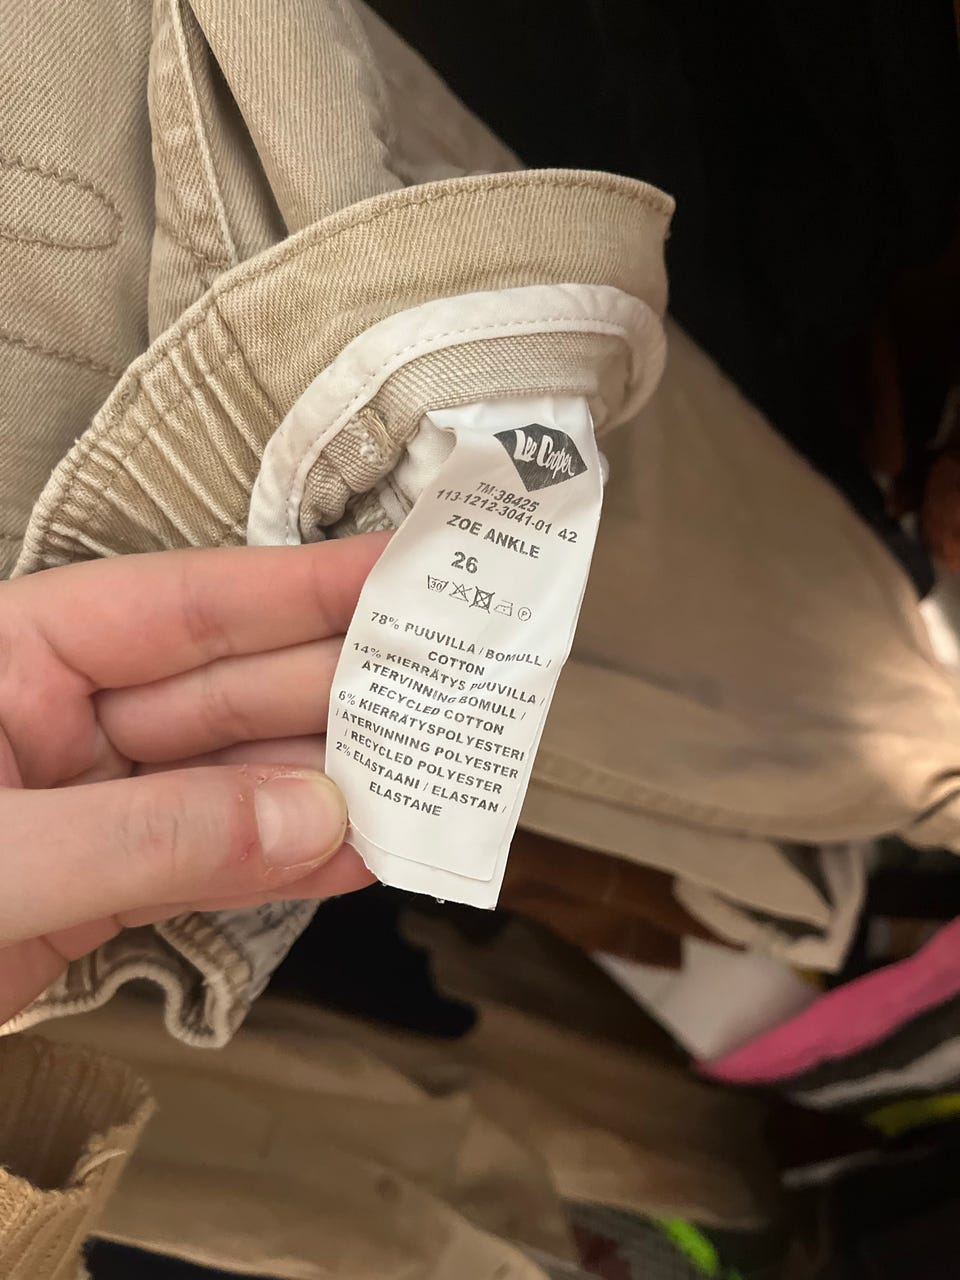 Lee Cooper
TM:38425
113-1212-3041-01 42
ZOE ANKLE
26
30 P
78% PUUVILLA / BOMULL /
COTTON
14% KIERRÄTYS PUUVILLA /
ÅTERVINNING BOMULL /
RECYCLED COTTON
6% KIERRÄTYSPOLYESTERI
/ ÅTERVINNING POLYESTER
/ RECYCLED POLYESTER
2% ELASTAANI / ELASTAN /
ELASTANE